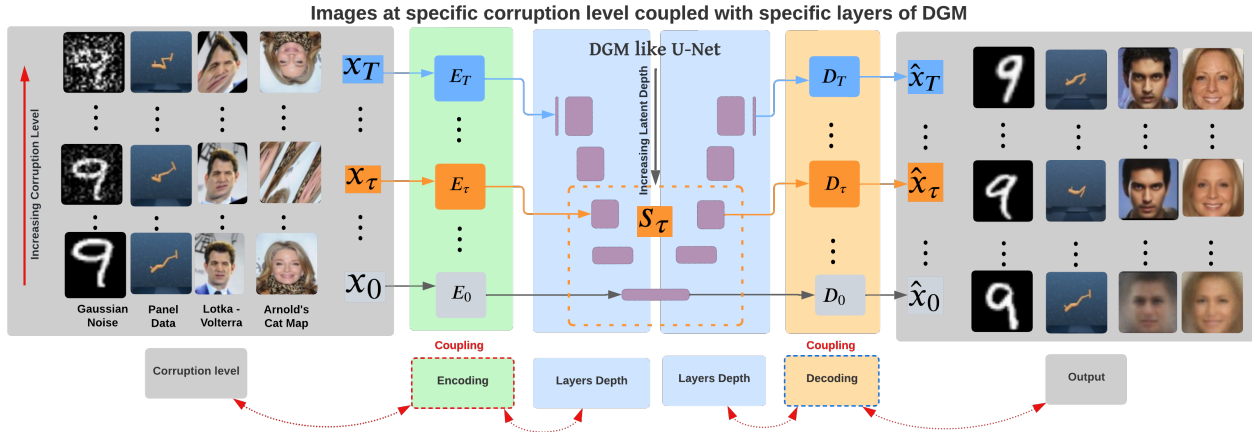 Images at specific corruption level coupled with specific layers of DGM
Increasing Corruption Level
Gaussian
Noise
Panel
Data
Lotka -
Volterra
Arnold's
Cat Map
x_T
x_τ
x_0
E_T
E_τ
E_0
DGM like U-Net
Increasing Latent Depth
S_τ
D_T
D_τ
D_0
x̂_T
x̂_τ
x̂_0
Coupling
Coupling
Corruption level
Encoding
Layers Depth
Layers Depth
Decoding
Output